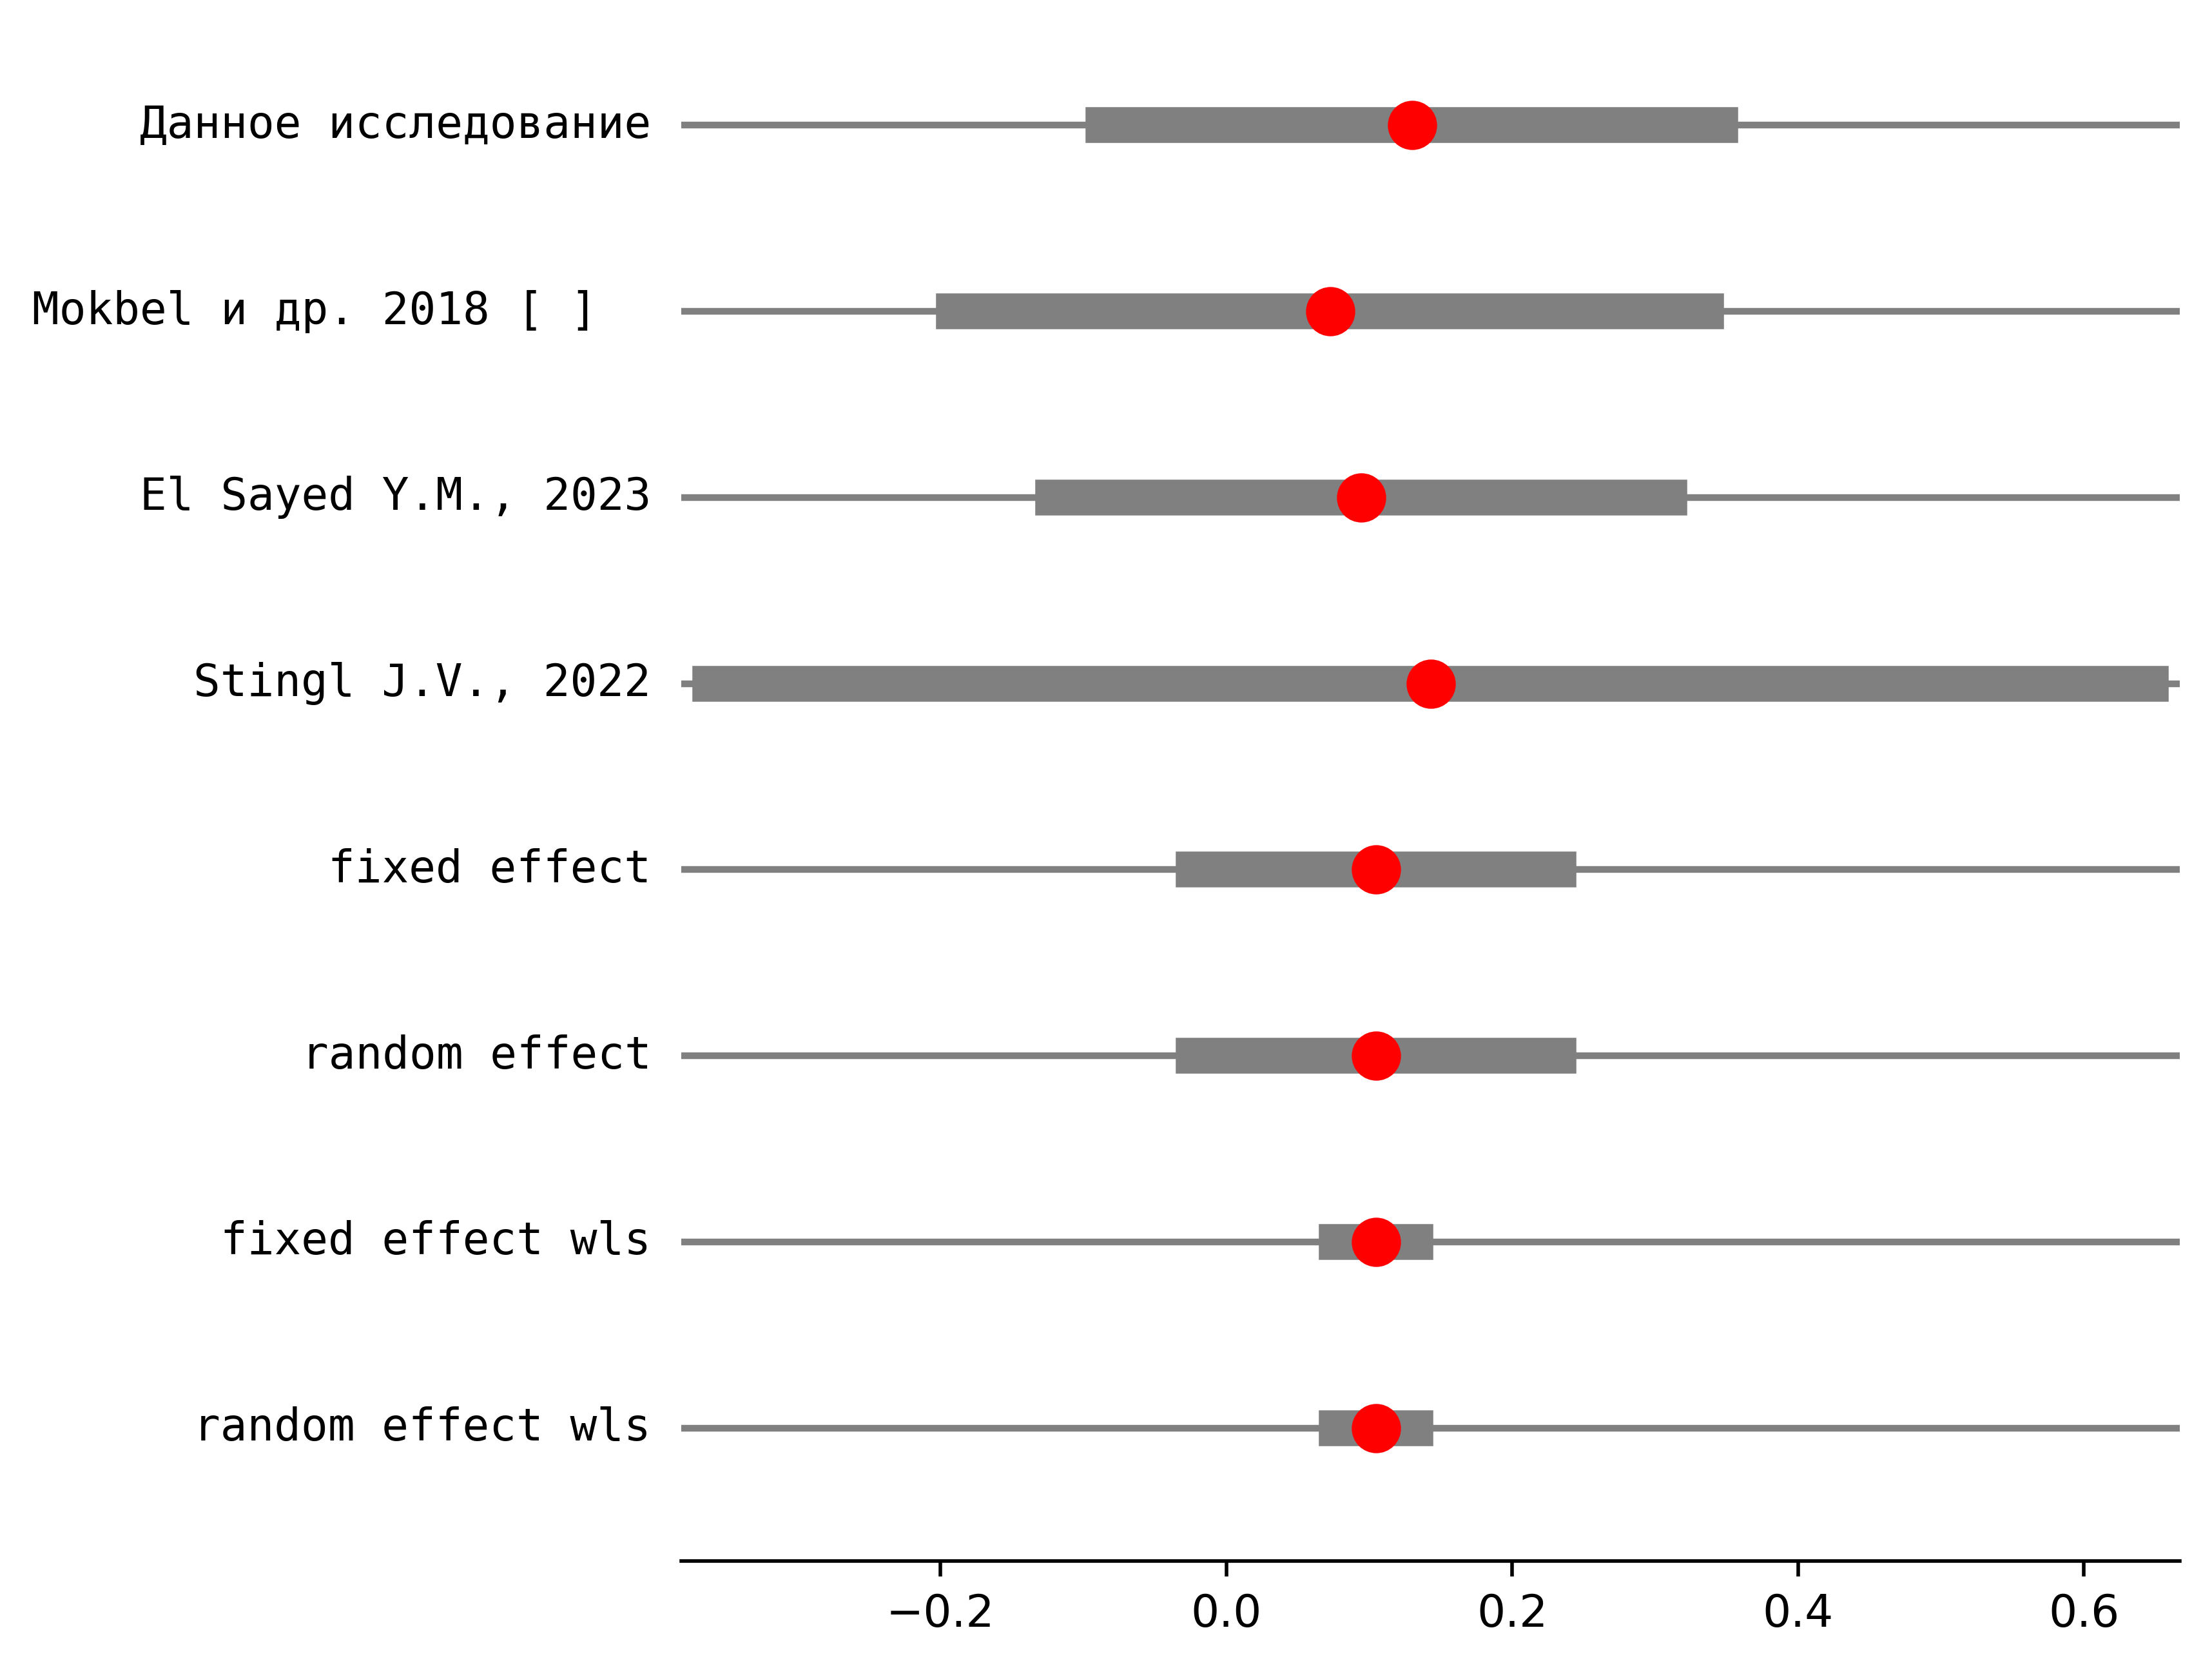 Данное исследование
Mokbel и др. 2018 [ ]
El Sayed Y.M., 2023
Stingl J.V., 2022
fixed effect
random effect
fixed effect wls
random effect wls
−0.2 0.0 0.2 0.4 0.6